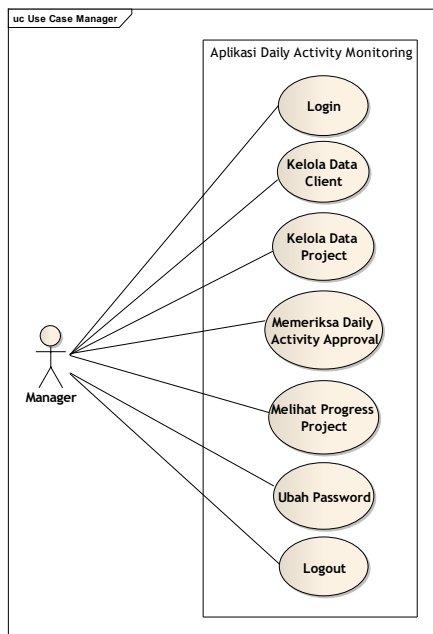 uc Use Case Manager
Aplikasi Daily Activity Monitoring
Login
Kelola Data
Client
Kelola Data
Project
Memeriksa Daily
Activity Approval
Manager
Melihat Progress
Project
Ubah Password
Logout